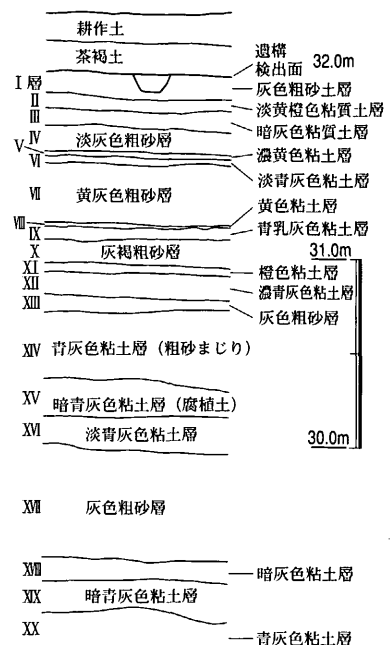 耕作土
茶褐土
遺構
検出面 32.0m
Ⅰ層 灰色粗砂土層
Ⅱ 淡黄橙色粘質土層
Ⅲ 暗灰色粘質土層
Ⅳ 淡灰色粗砂層
Ⅴ 濃黄色粘土層
Ⅵ 淡青灰色粘土層
Ⅶ 黄灰色粗砂層
黄色粘土層
Ⅷ 青乳灰色粘土層
Ⅸ
Ⅹ 灰褐粗砂層 31.0m
Ⅺ 橙色粘土層
Ⅻ 濃青灰色粘土層
XIII 灰色粗砂層
XIV 青灰色粘土層(粗砂まじり)
XV 暗青灰色粘土層(腐植土)
XVI 淡青灰色粘土層 30.0m
XVII 灰色粗砂層
XVIII 暗灰色粘土層
XIX 暗青灰色粘土層
XX 青灰色粘土層